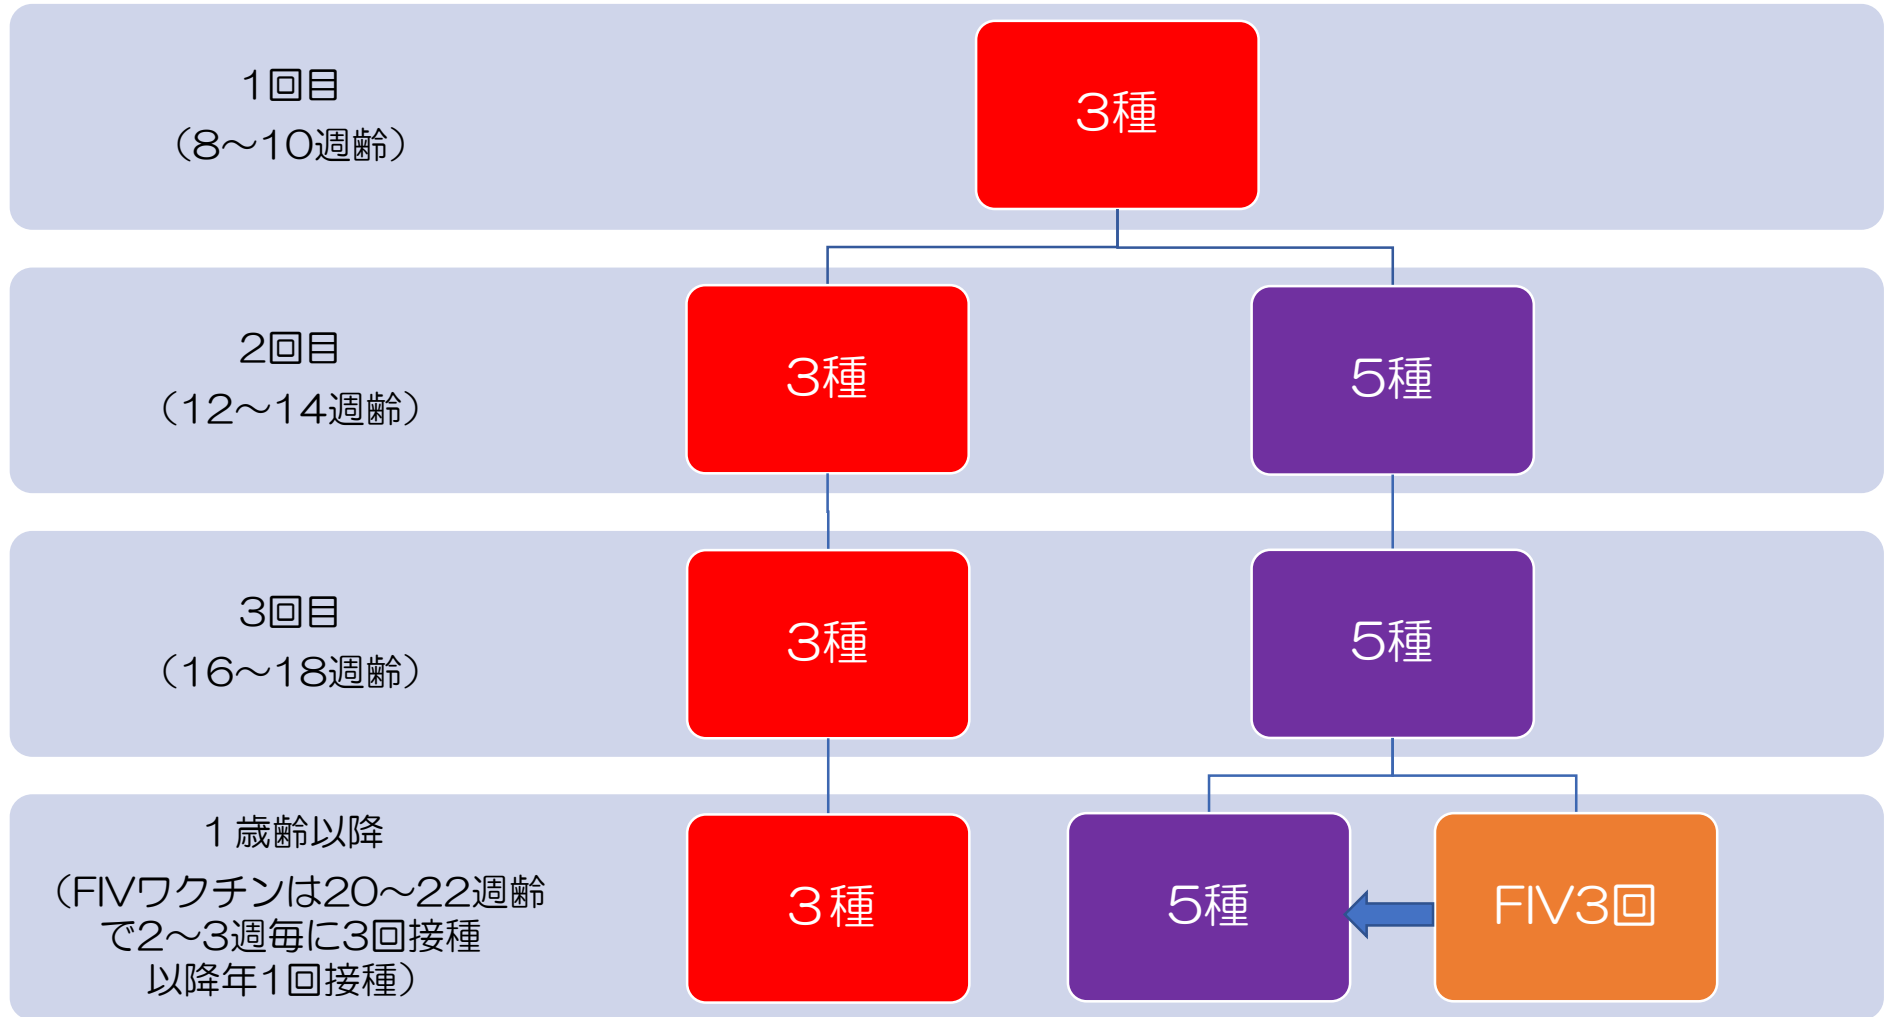 1回目
(8～10週齢)
3種
2回目
(12～14週齢)
3種
5種
3回目
(16～18週齢)
3種
5種
1歳齢以降
(FIVワクチンは20～22週齢
で2～3週毎に3回接種
以降年1回接種)
3種
5種
FIV3回